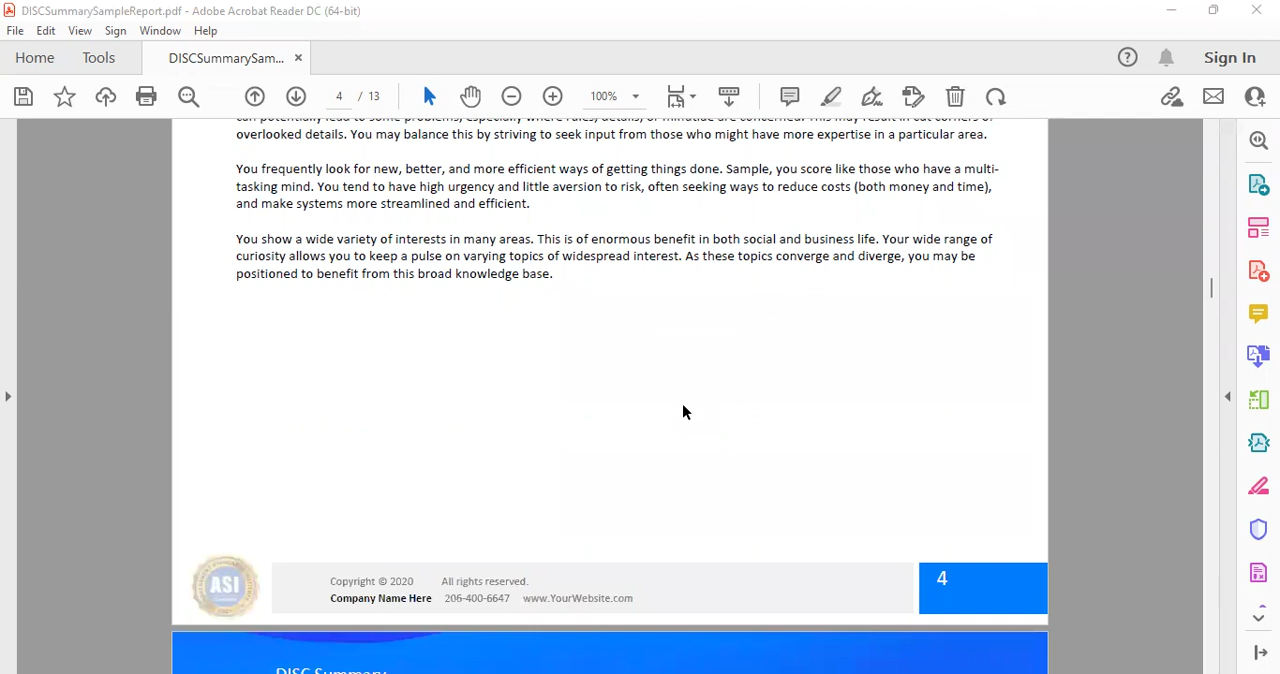 DISCSummarySampleReport.pdf - Adobe Acrobat Reader DC (64-bit)
File Edit View Sign Window Help
Home Tools DISCSummarySam... × Sign In
4 / 13 100%
can potentially lead to some problems, especially where rules, details, or minutiae are concerned. This may result in cut corners or
overlooked details. You may balance this by striving to seek input from those who might have more expertise in a particular area.
You frequently look for new, better, and more efficient ways of getting things done. Sample, you score like those who have a multi-
tasking mind. You tend to have high urgency and little aversion to risk, often seeking ways to reduce costs (both money and time),
and make systems more streamlined and efficient.
You show a wide variety of interests in many areas. This is of enormous benefit in both social and business life. Your wide range of
curiosity allows you to keep a pulse on varying topics of widespread interest. As these topics converge and diverge, you may be
positioned to benefit from this broad knowledge base.
ASI
Copyright © 2020 All rights reserved.
Company Name Here 206-400-6647 www.YourWebsite.com
4
DISC Summary